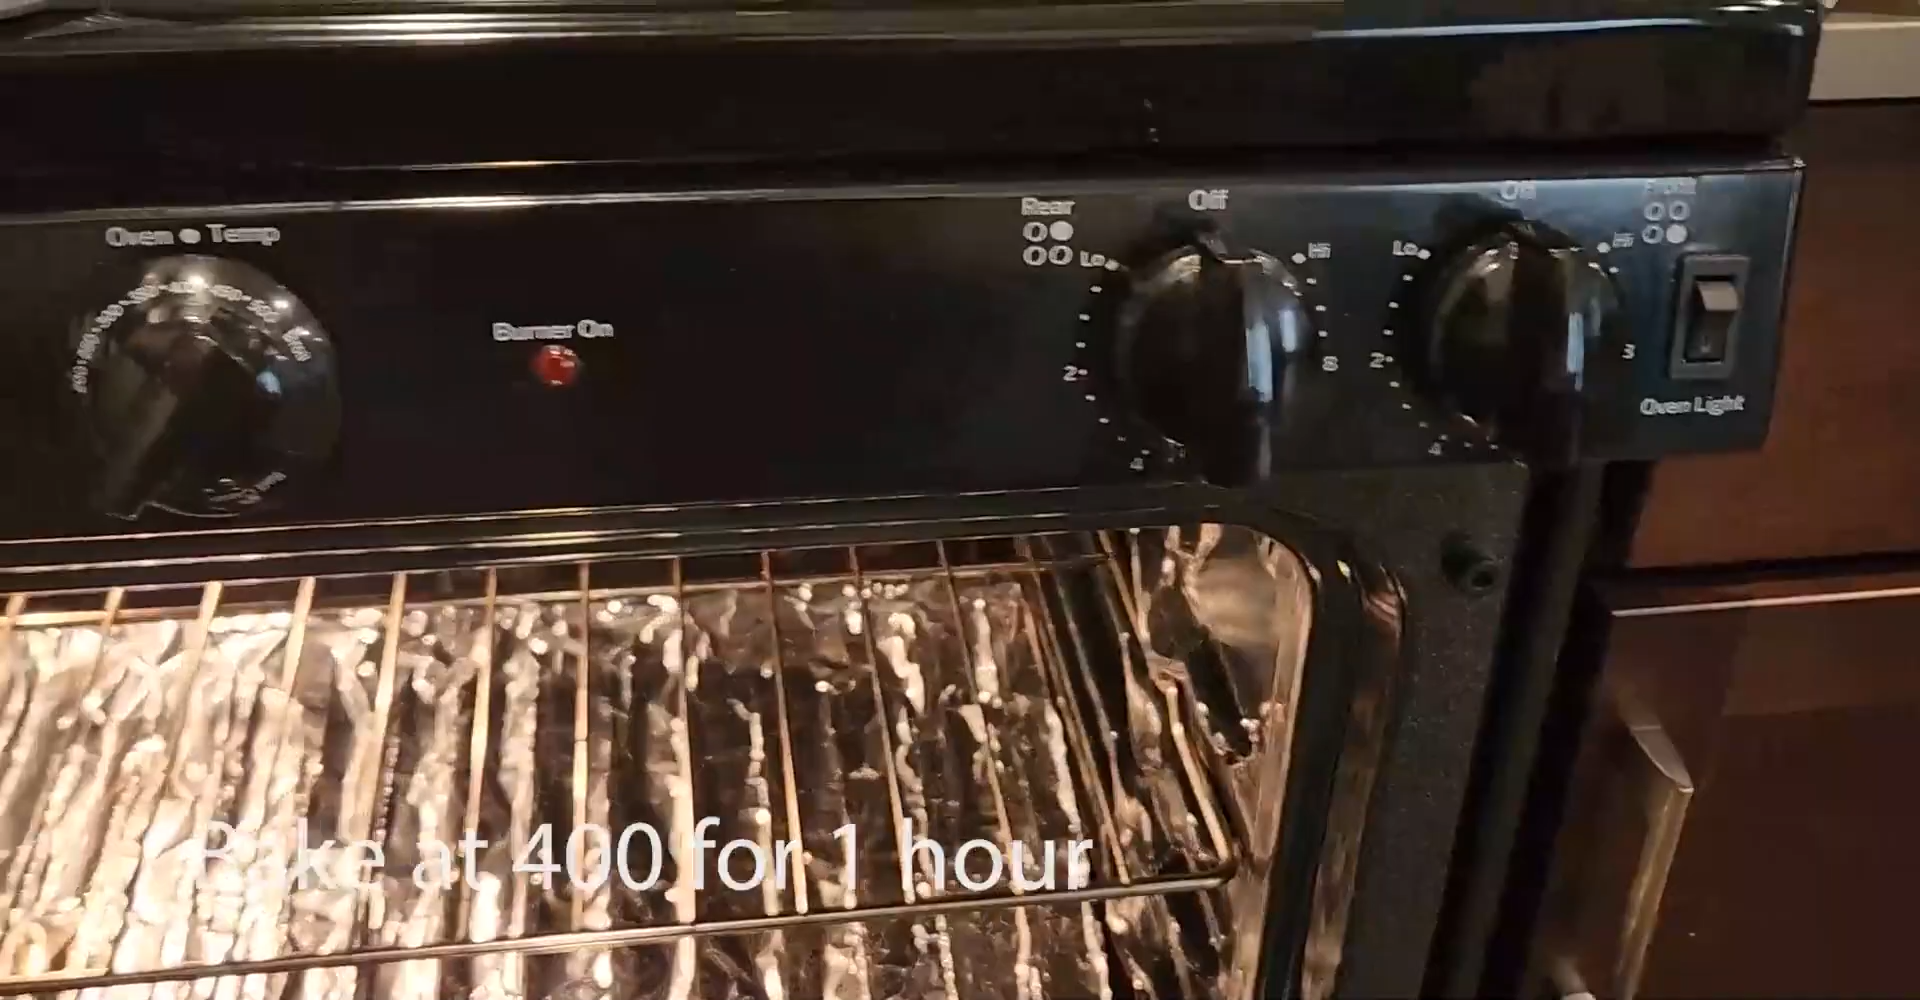 Off
Off
Rear
Front
Oven Temp
Lo
Hi
Lo
Hi
Burner On
2
8
2
3
Oven Light
4
4
Bake at 400 for 1 hour